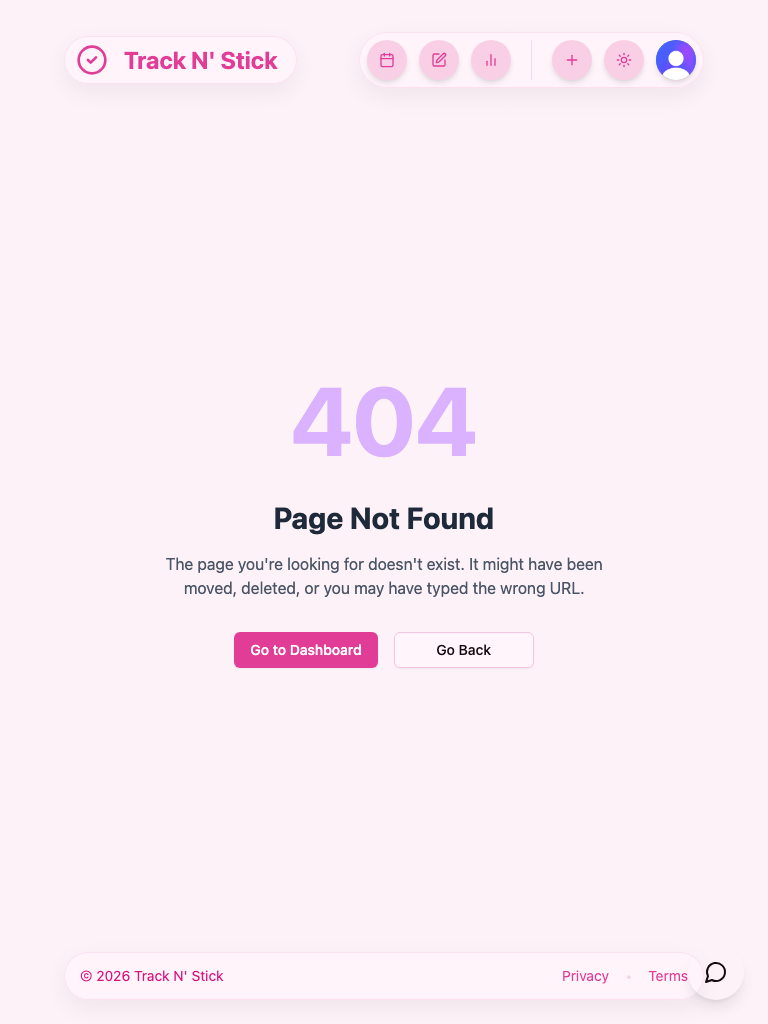 Track N' Stick
404
Page Not Found
The page you're looking for doesn't exist. It might have been
moved, deleted, or you may have typed the wrong URL.
Go to Dashboard
Go Back
© 2026 Track N' Stick
Privacy
•
Terms